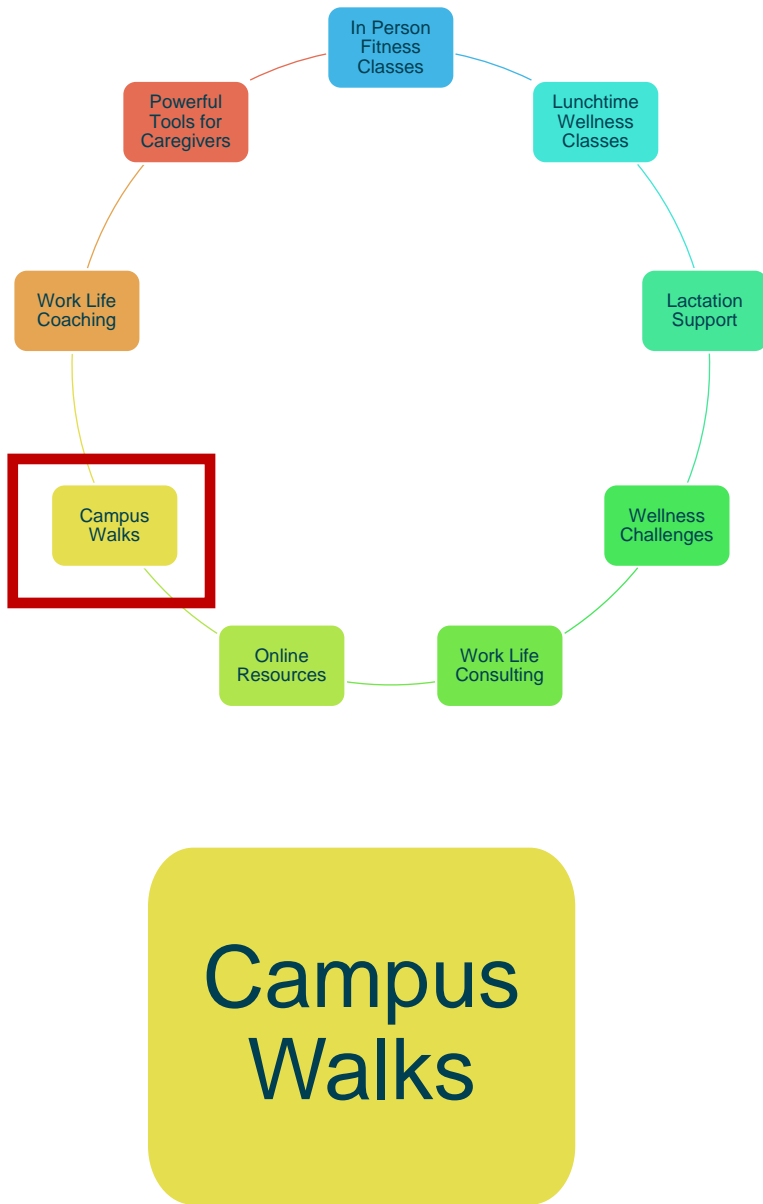 In Person
Fitness
Classes
Lunchtime
Wellness
Classes
Lactation
Support
Wellness
Challenges
Work Life
Consulting
Online
Resources
Campus
Walks
Work Life
Coaching
Powerful
Tools for
Caregivers
Campus
Walks